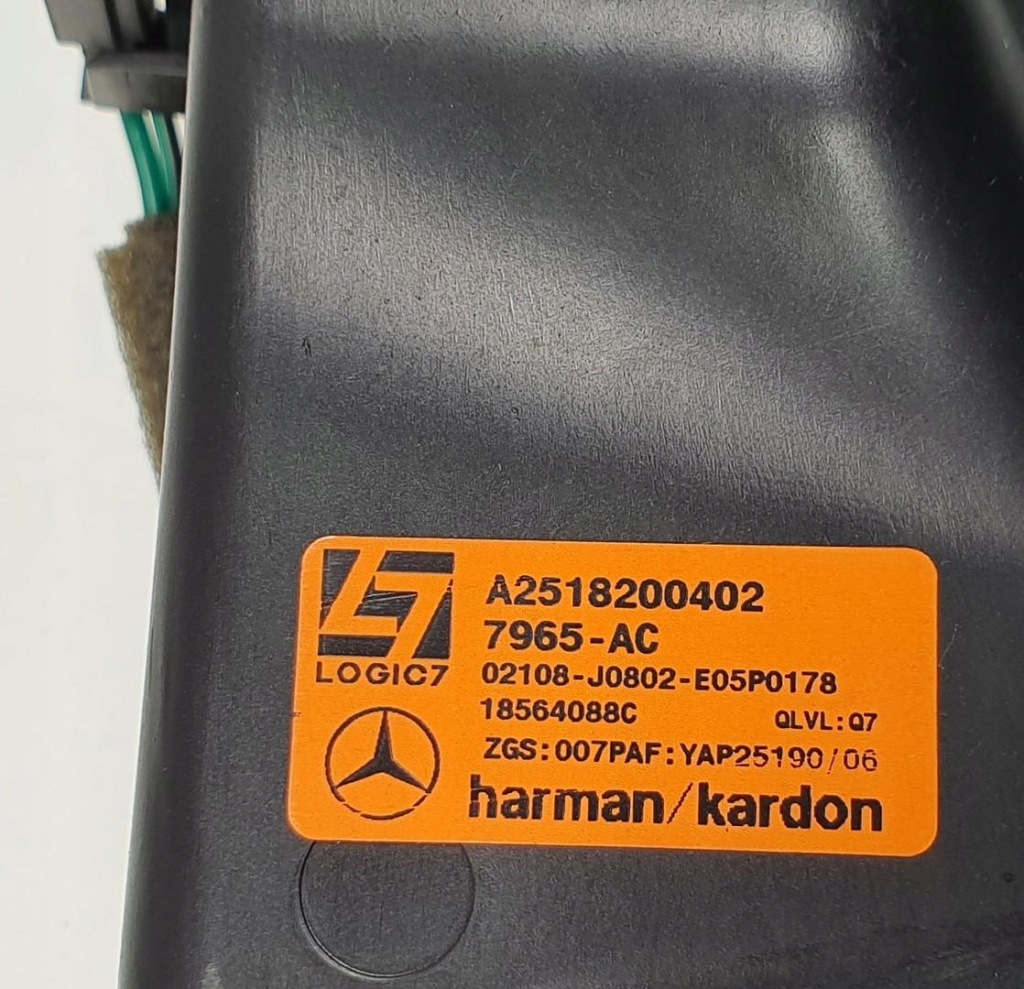 A2518200402
7965-AC
LOGIC7
02108-J0802-E05P0178
18564088C QLVL:Q7
ZGS:007PAF:YAP25190/06
harman/kardon